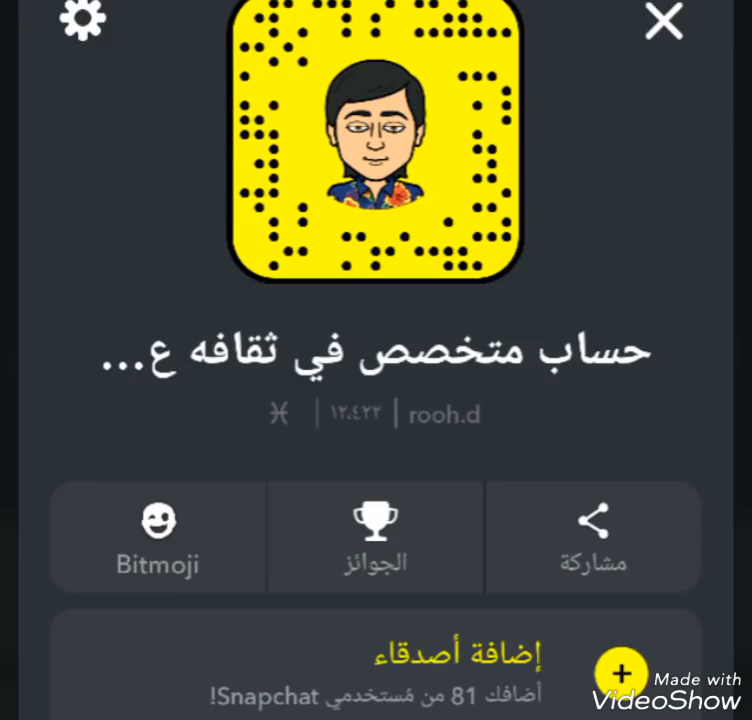 حساب متخصص في ثقافه ع...
rooh.d | ١٢،٤٢٢ | ♓
مشاركة
الجوائز
Bitmoji
إضافة أصدقاء
أضافك 81 من مُستخدمي Snapchat!
Made with
VideoShow